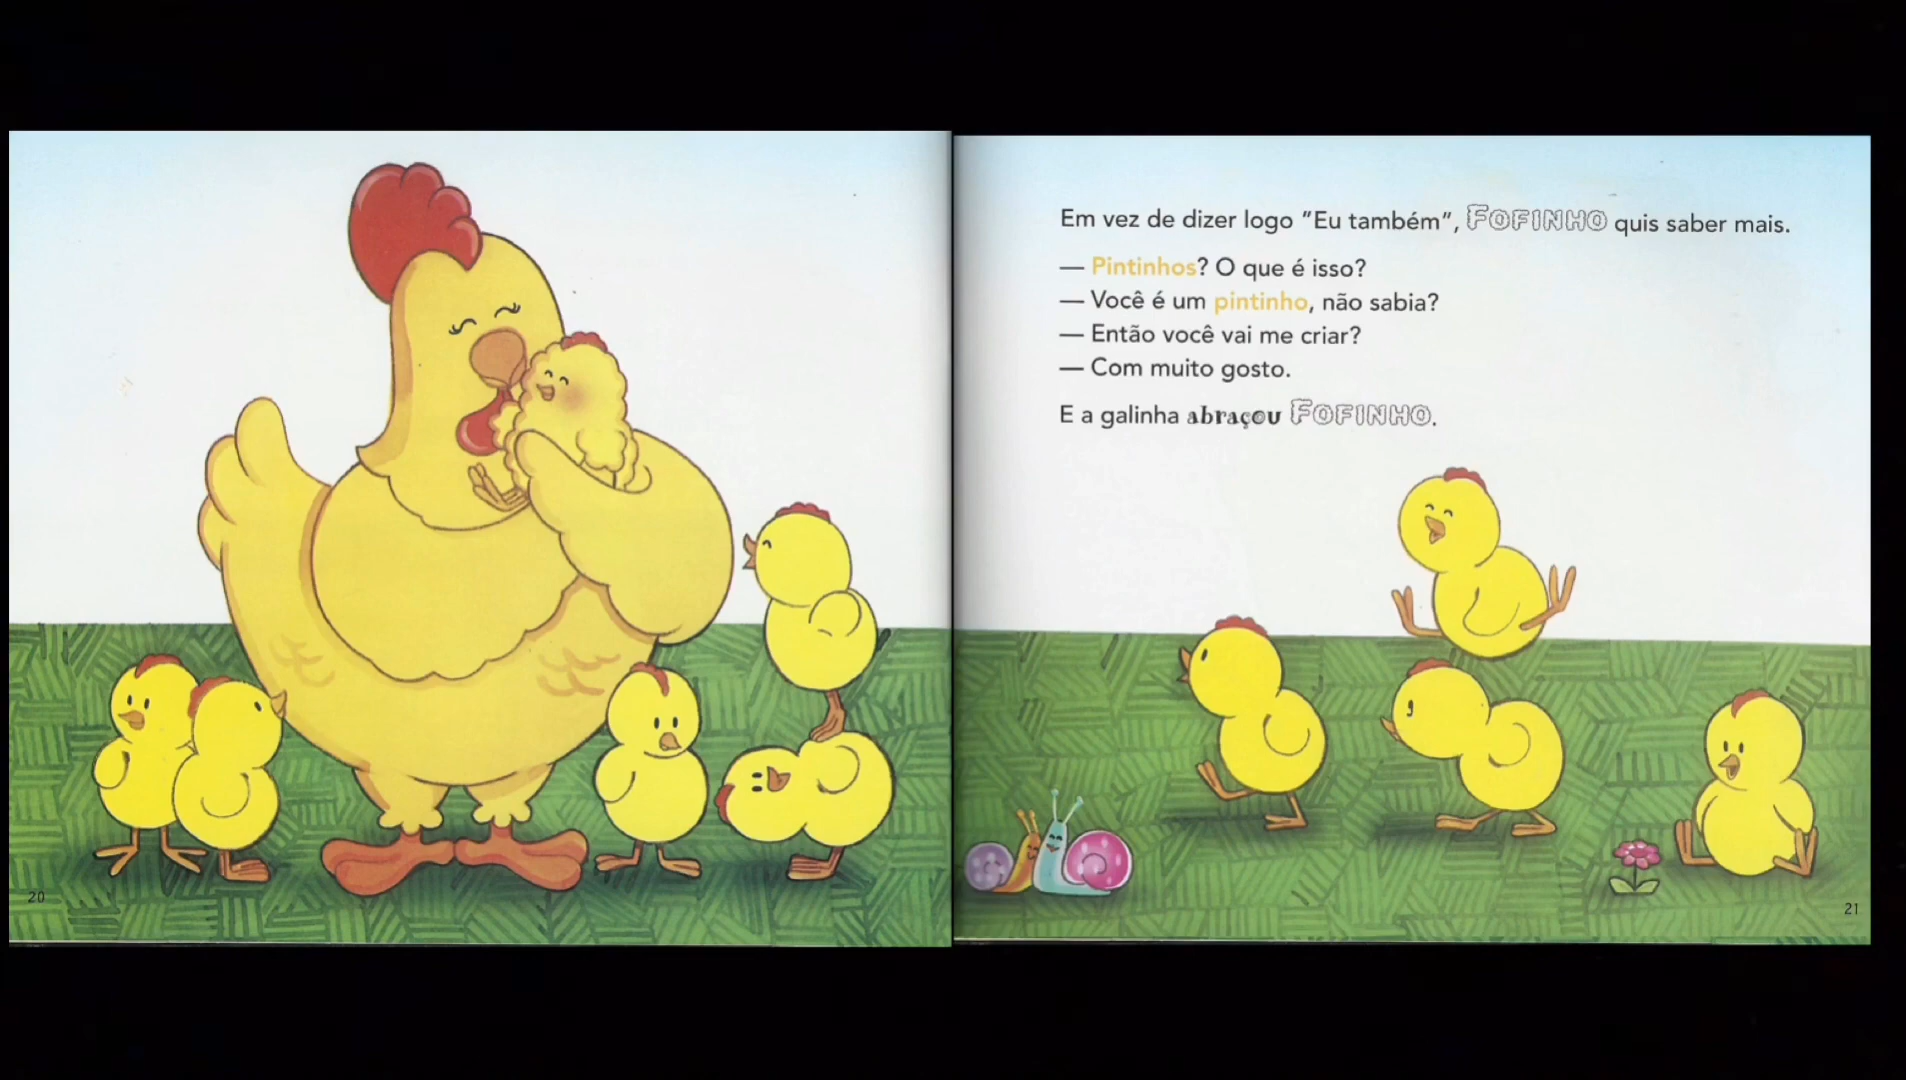 Em vez de dizer logo "Eu também", FOFINHO quis saber mais.
— Pintinhos? O que é isso?
— Você é um pintinho, não sabia?
— Então você vai me criar?
— Com muito gosto.
E a galinha abraçou FOFINHO.
20
21